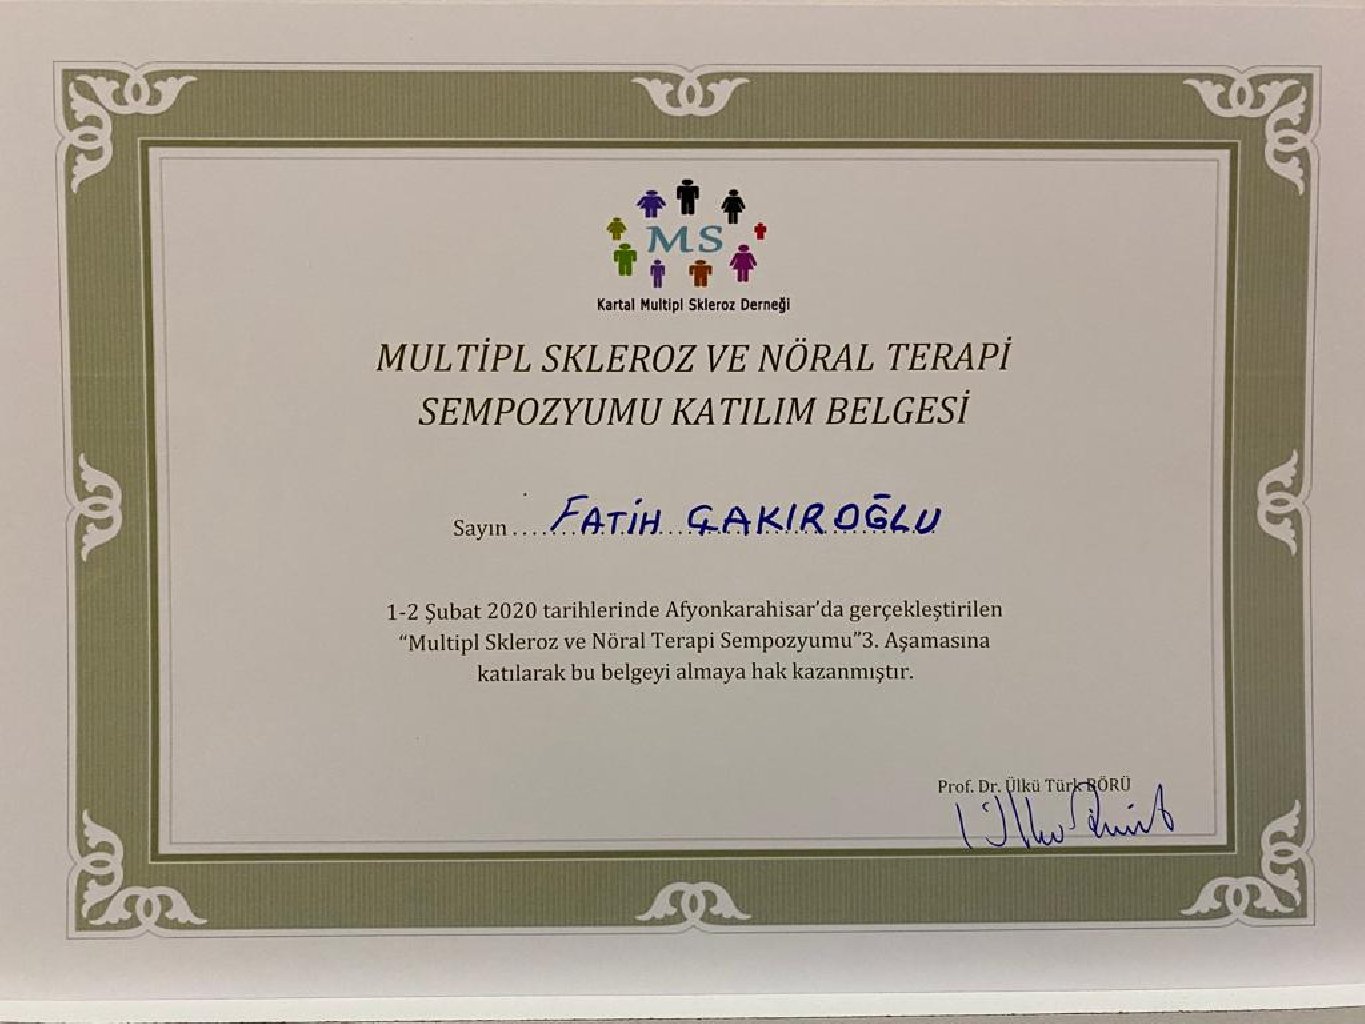 MS
Kartal Multipl Skleroz Derneği
MULTİPL SKLEROZ VE NÖRAL TERAPİ
SEMPOZYUMU KATILIM BELGESİ
Sayın .... FATİH ÇAKIROĞLU
1-2 Şubat 2020 tarihlerinde Afyonkarahisar’da gerçekleştirilen
“Multipl Skleroz ve Nöral Terapi Sempozyumu”3. Aşamasına
katılarak bu belgeyi almaya hak kazanmıştır.
Prof. Dr. Ülkü Türk BÖRÜ